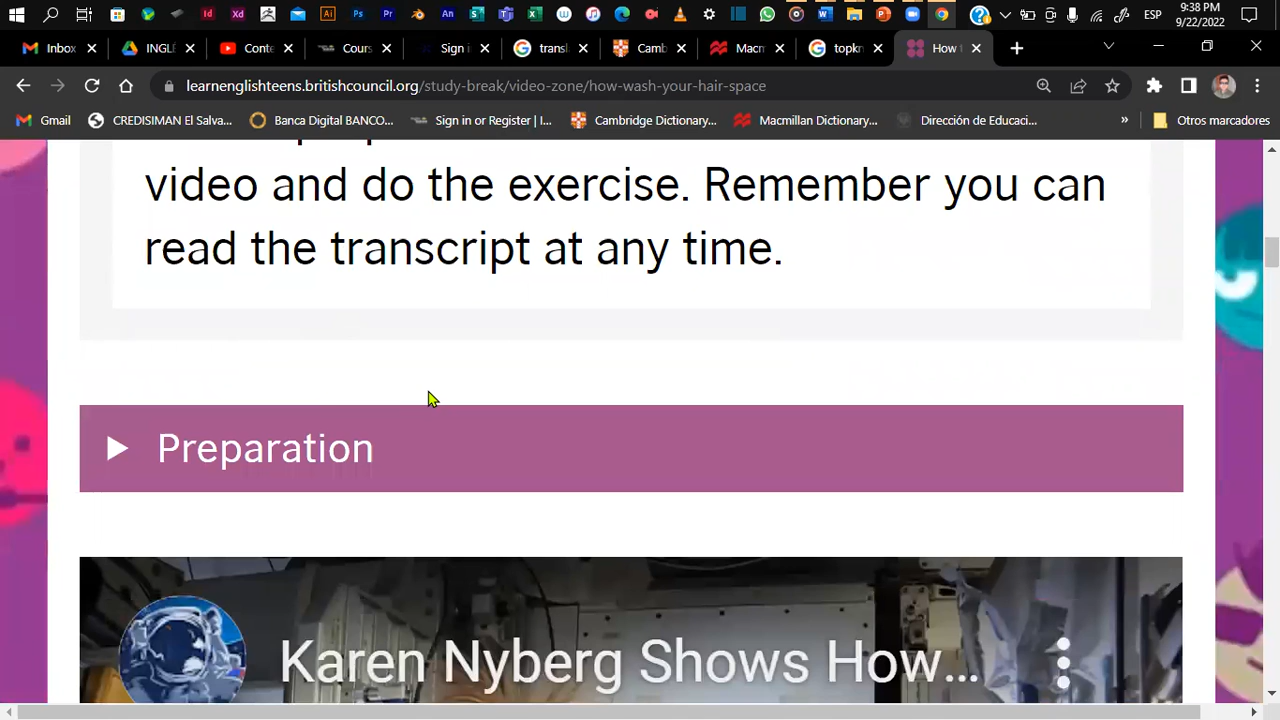 9:38 PM
ESP
9/22/2022
Inbox
INGLÉ
Conte
Cours
Sign i
transl
Camb
Macm
topkn
How t
learnenglishteens.britishcouncil.org/study-break/video-zone/how-wash-your-hair-space
Gmail
CREDISIMAN El Salva...
Banca Digital BANCO...
Sign in or Register | I...
Cambridge Dictionary...
Macmillan Dictionary...
Dirección de Educaci...
»
Otros marcadores
video and do the exercise. Remember you can
read the transcript at any time.
Preparation
Karen Nyberg Shows How...